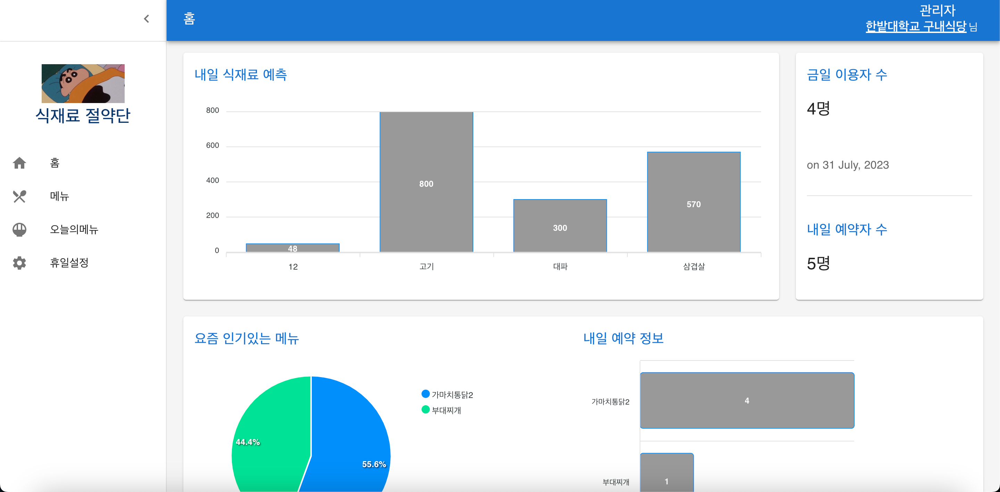 홈
관리자
한밭대학교 구내식당 님
식재료 절약단
홈
메뉴
오늘의메뉴
휴일설정
내일 식재료 예측
800
600
400
200
0
48
800
300
570
12
고기
대파
삼겹살
금일 이용자 수
4명
on 31 July, 2023
내일 예약자 수
5명
요즘 인기있는 메뉴
44.4%
55.6%
가마치통닭2
부대찌개
내일 예약 정보
가마치통닭2
4
부대찌개
1